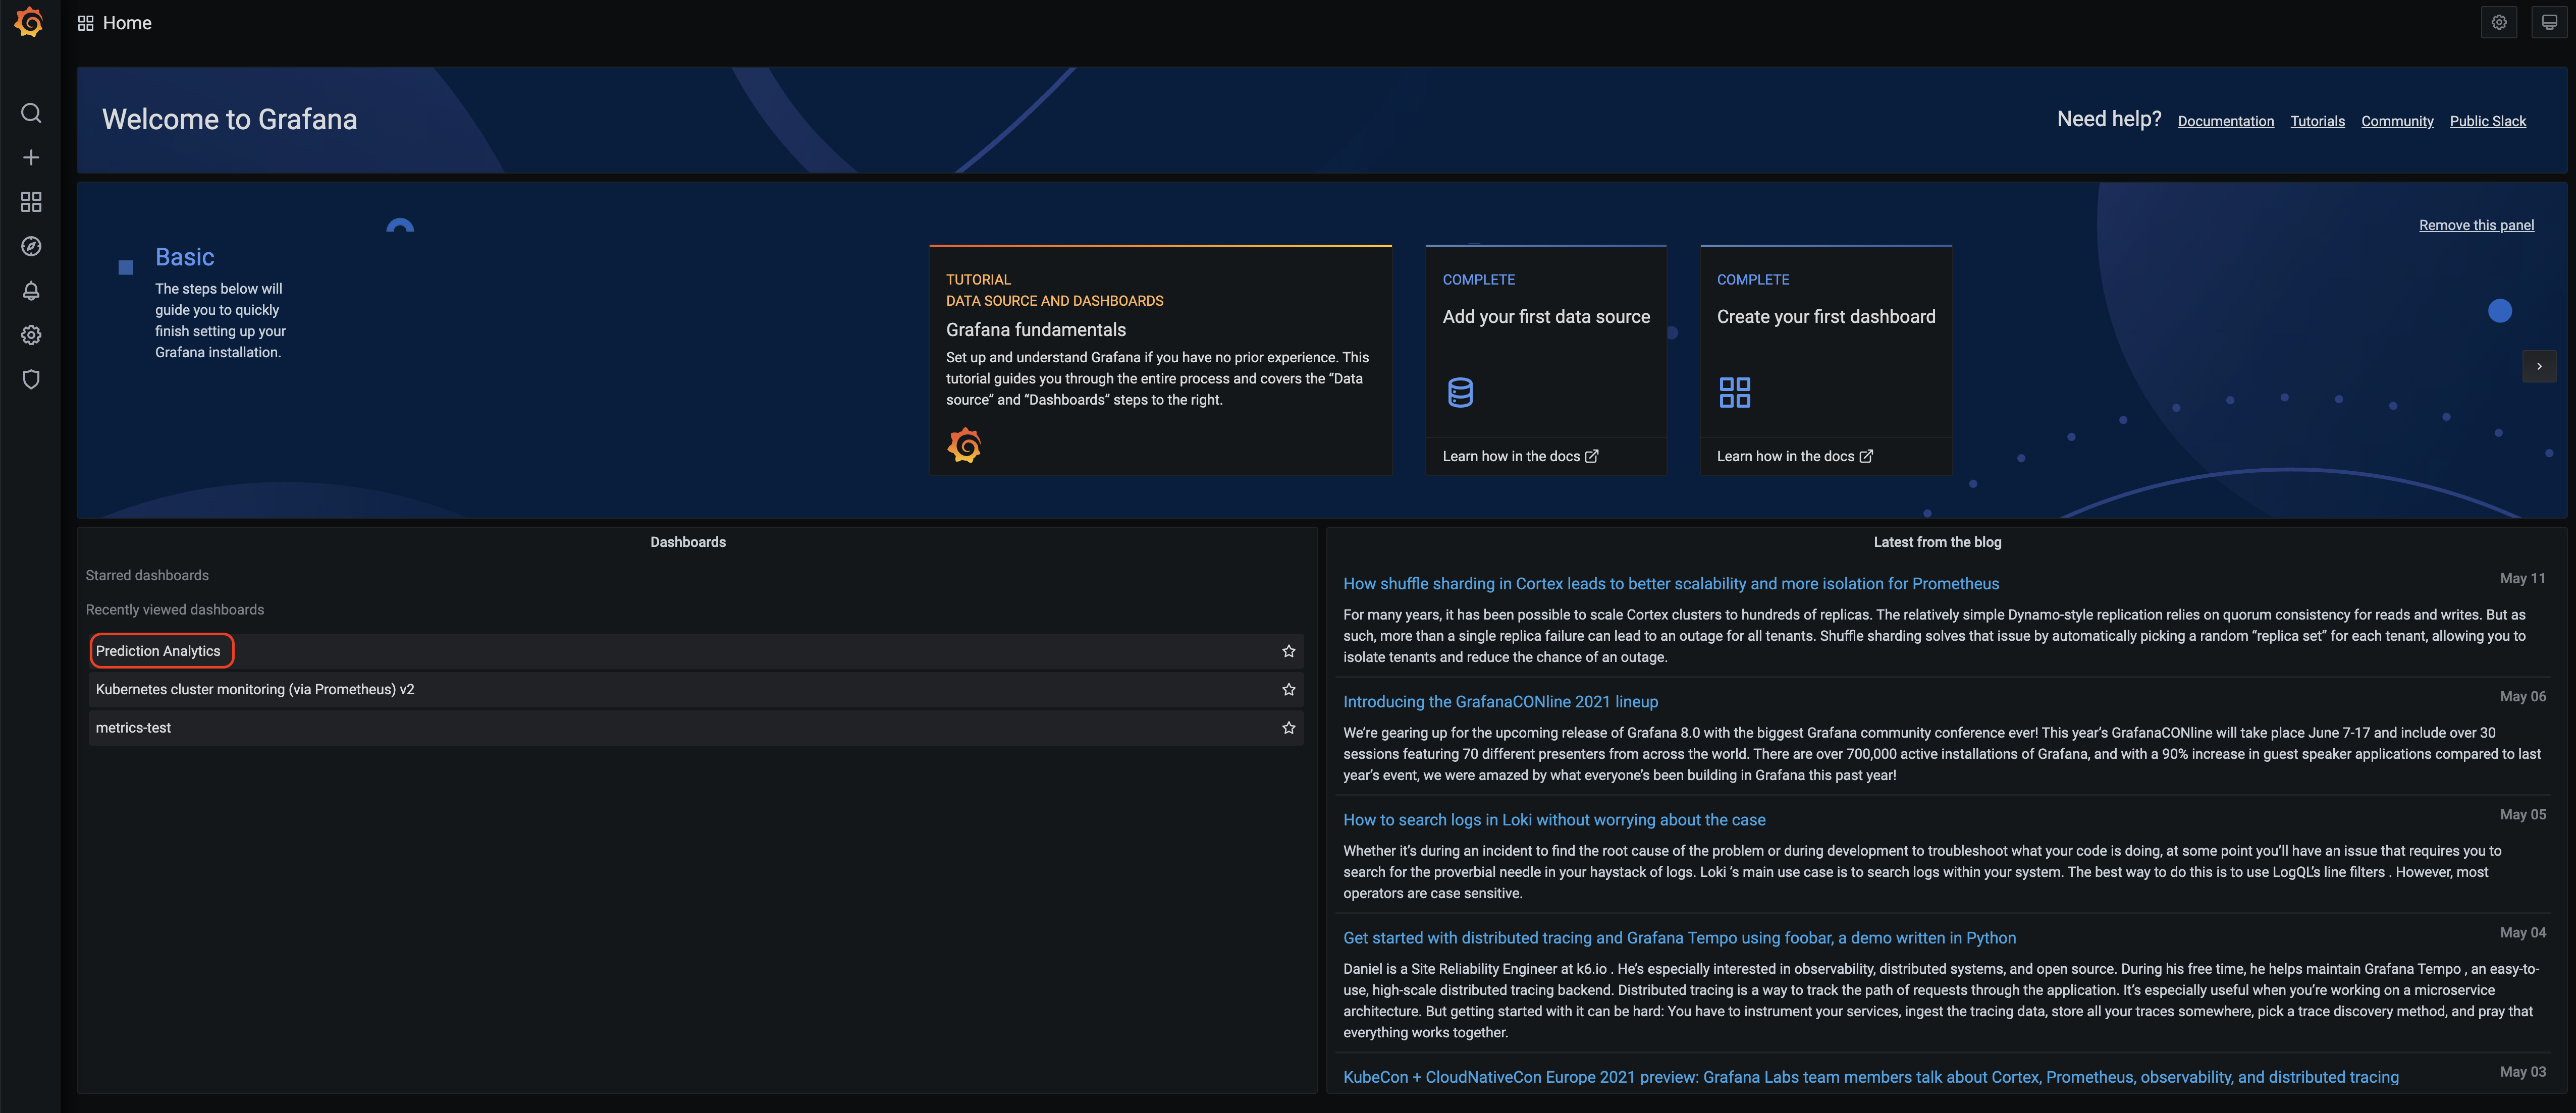 Home
Welcome to Grafana
Need help? Documentation Tutorials Community Public Slack
Remove this panel
Basic
The steps below will
guide you to quickly
finish setting up your
Grafana installation.
TUTORIAL
DATA SOURCE AND DASHBOARDS
Grafana fundamentals
Set up and understand Grafana if you have no prior experience. This
tutorial guides you through the entire process and covers the “Data
source” and “Dashboards” steps to the right.
COMPLETE
Add your first data source
Learn how in the docs
COMPLETE
Create your first dashboard
Learn how in the docs
Dashboards
Starred dashboards
Recently viewed dashboards
Prediction Analytics
Kubernetes cluster monitoring (via Prometheus) v2
metrics-test
Latest from the blog
How shuffle sharding in Cortex leads to better scalability and more isolation for Prometheus
May 11
For many years, it has been possible to scale Cortex clusters to hundreds of replicas. The relatively simple Dynamo-style replication relies on quorum consistency for reads and writes. But as
such, more than a single replica failure can lead to an outage for all tenants. Shuffle sharding solves that issue by automatically picking a random “replica set” for each tenant, allowing you to
isolate tenants and reduce the chance of an outage.
Introducing the GrafanaCONline 2021 lineup
May 06
We’re gearing up for the upcoming release of Grafana 8.0 with the biggest Grafana community conference ever! This year’s GrafanaCONline will take place June 7-17 and include over 30
sessions featuring 70 different presenters from across the world. There are over 700,000 active installations of Grafana, and with a 90% increase in guest speaker applications compared to last
year’s event, we were amazed by what everyone’s been building in Grafana this past year!
How to search logs in Loki without worrying about the case
May 05
Whether it’s during an incident to find the root cause of the problem or during development to troubleshoot what your code is doing, at some point you’ll have an issue that requires you to
search for the proverbial needle in your haystack of logs. Loki ’s main use case is to search logs within your system. The best way to do this is to use LogQL’s line filters . However, most
operators are case sensitive.
Get started with distributed tracing and Grafana Tempo using foobar, a demo written in Python
May 04
Daniel is a Site Reliability Engineer at k6.io . He’s especially interested in observability, distributed systems, and open source. During his free time, he helps maintain Grafana Tempo , an easy-to-
use, high-scale distributed tracing backend. Distributed tracing is a way to track the path of requests through the application. It’s especially useful when you’re working on a microservice
architecture. But getting started with it can be hard: You have to instrument your services, ingest the tracing data, store all your traces somewhere, pick a trace discovery method, and pray that
everything works together.
KubeCon + CloudNativeCon Europe 2021 preview: Grafana Labs team members talk about Cortex, Prometheus, observability, and distributed tracing
May 03